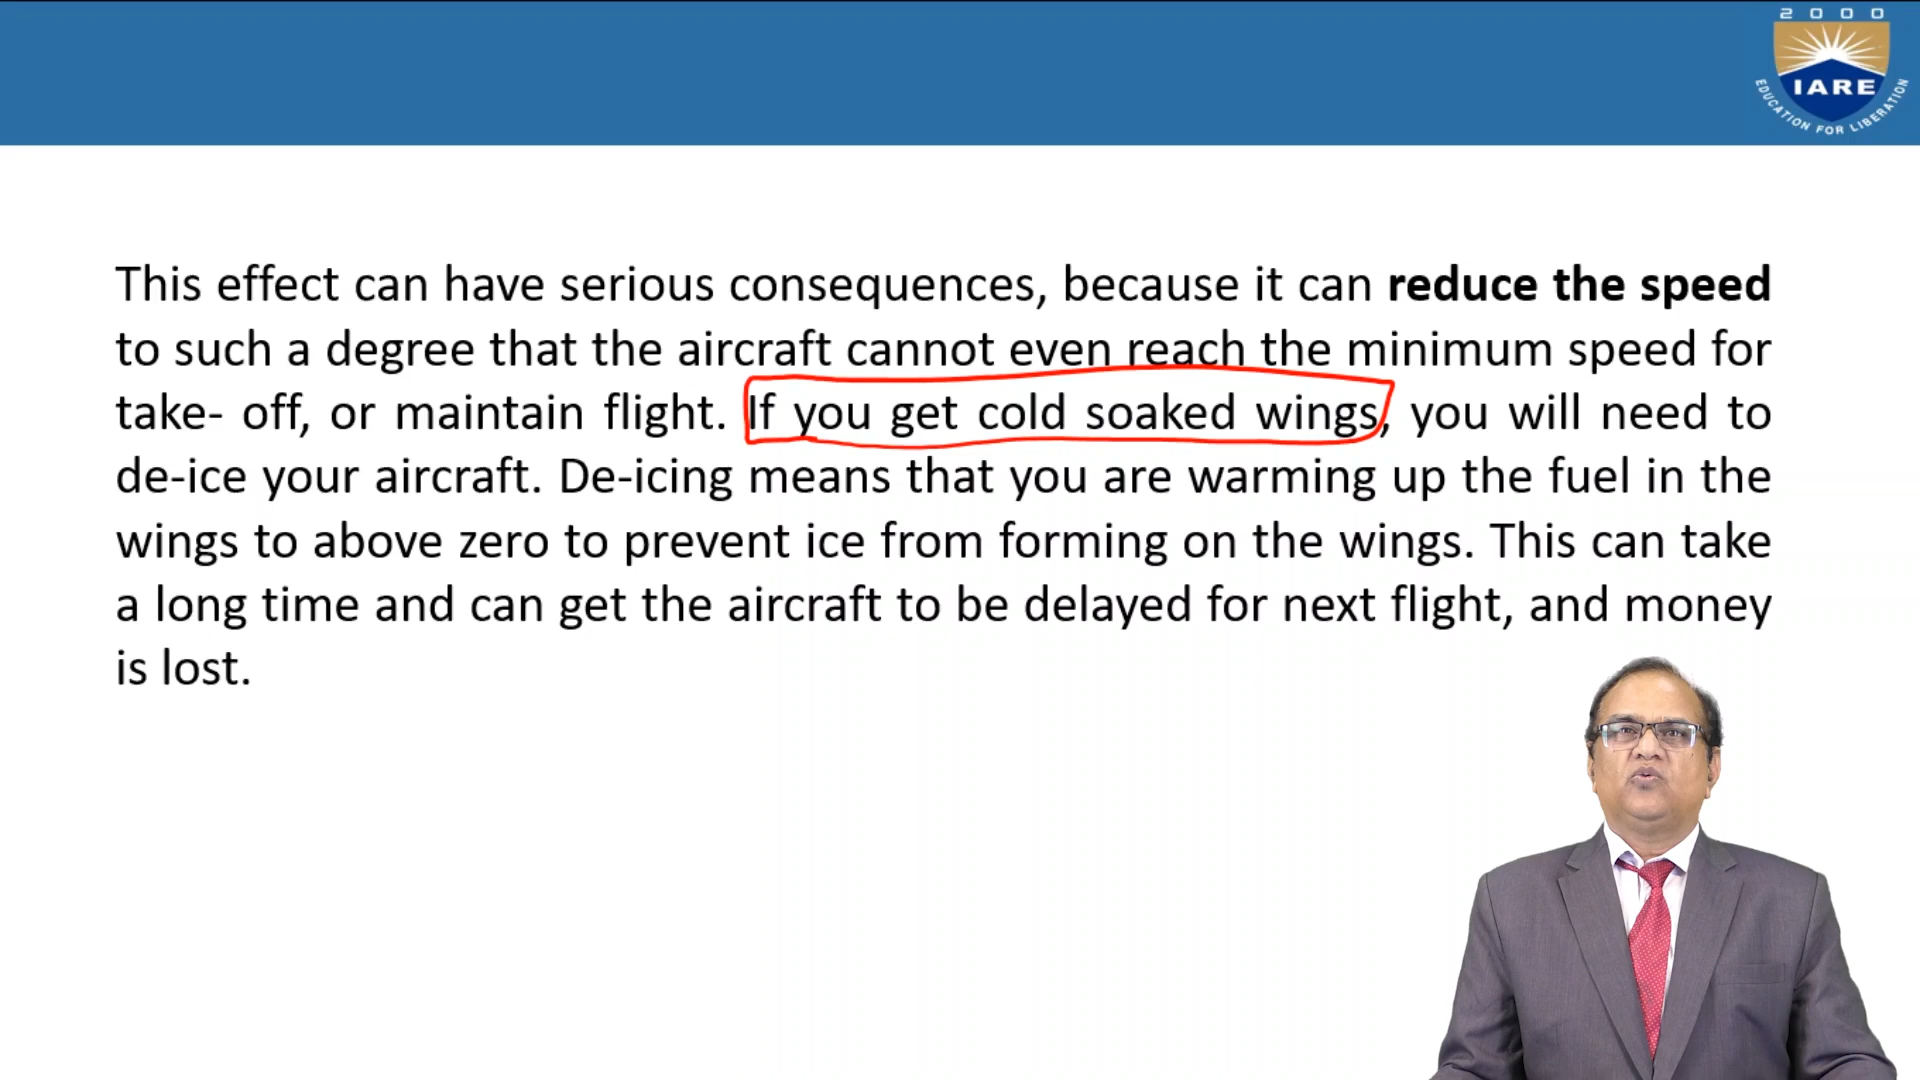 2 0 0 0
IARE
EDUCATION FOR LIBERATION
This effect can have serious consequences, because it can reduce the speed
to such a degree that the aircraft cannot even reach the minimum speed for
take- off, or maintain flight. If you get cold soaked wings, you will need to
de-ice your aircraft. De-icing means that you are warming up the fuel in the
wings to above zero to prevent ice from forming on the wings. This can take
a long time and can get the aircraft to be delayed for next flight, and money
is lost.